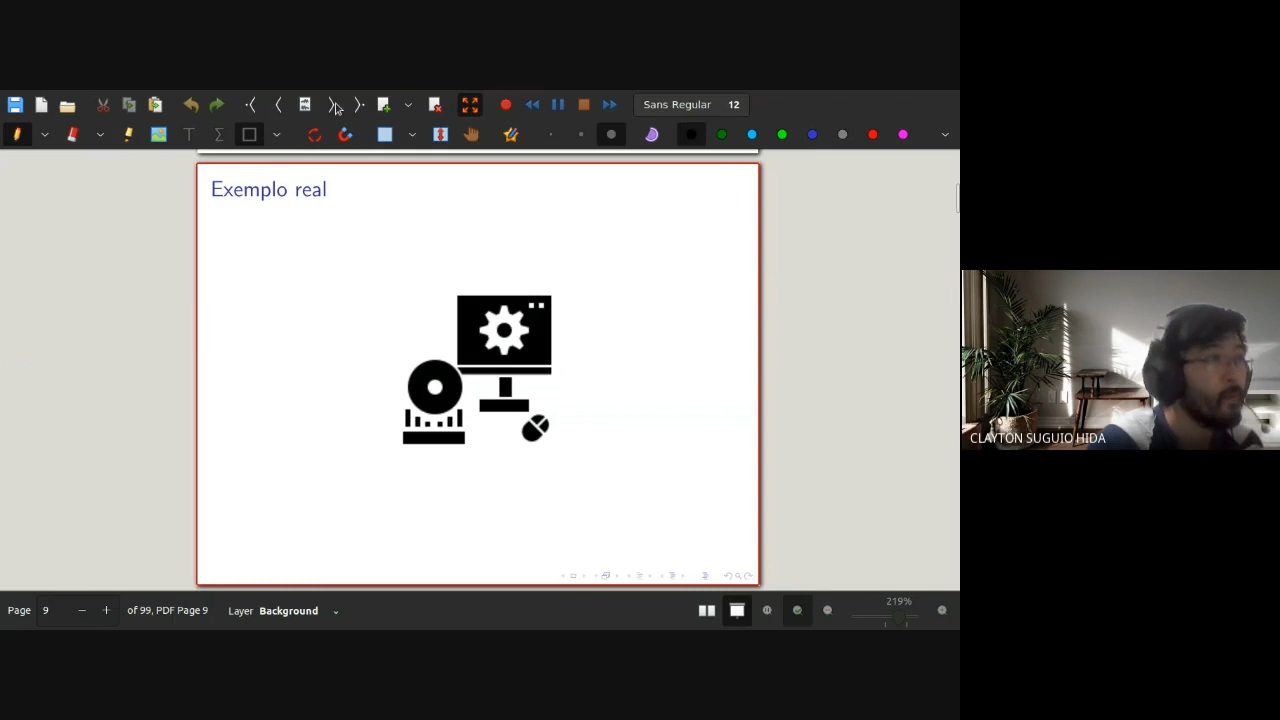 Sans Regular 12
Exemplo real
CLAYTON SUGUIO HIDA
219%
Page 9 of 99, PDF Page 9 Layer Background